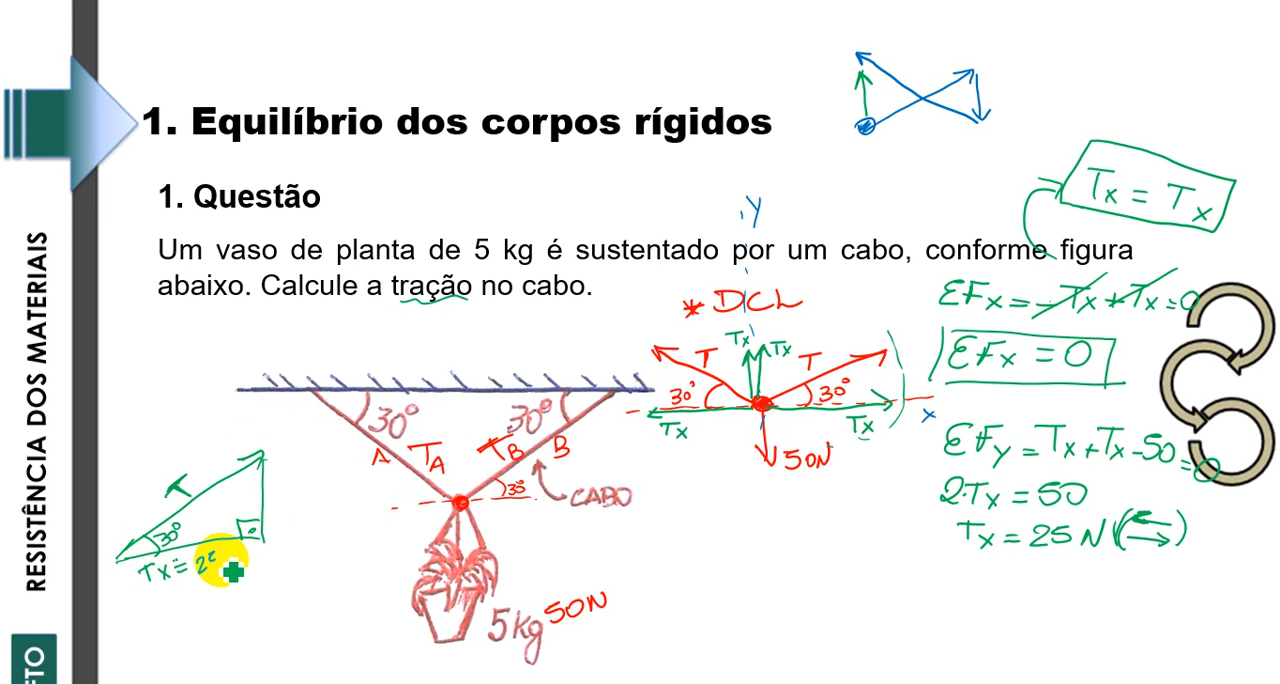 RESISTÊNCIA DOS MATERIAIS
1. Equilíbrio dos corpos rígidos
1. Questão
Um vaso de planta de 5 kg é sustentado por um cabo, conforme figura
abaixo. Calcule a tração no cabo.
Tx = Tx
y
* DCL
ΣFx = -Tx + Tx = 0
ΣFx = 0
Tx Tx
T T
30° 30°
x
Tx Tx
50N
ΣFy = Tx + Tx - 50 = 0
2.Tx = 50
Tx = 25 N
30° 30°
A TA TB B
30°
CABO
5kg 50N
T
30°
Tx = 2